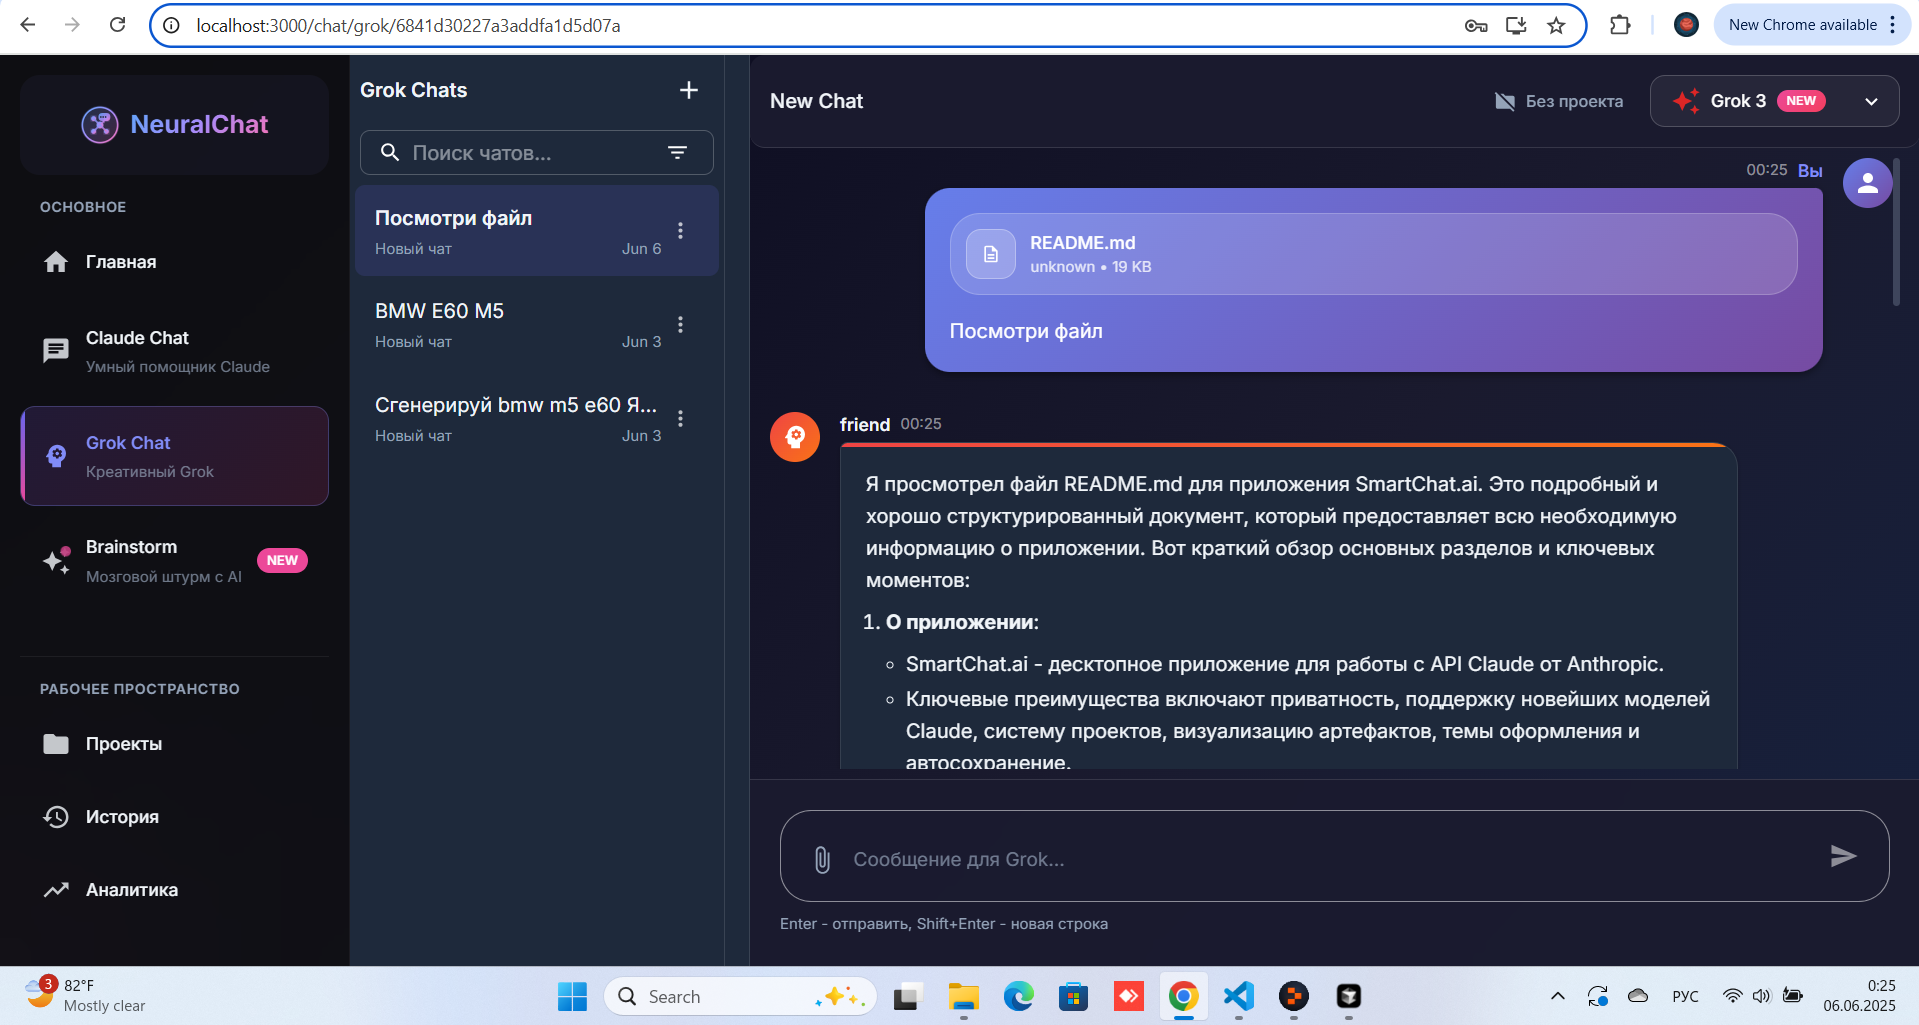 localhost:3000/chat/grok/6841d30227a3addfa1d5d07a
New Chrome available
NeuralChat
ОСНОВНОЕ
Главная
Claude Chat
Умный помощник Claude
Grok Chat
Креативный Grok
Brainstorm
Мозговой штурм с AI
NEW
РАБОЧЕЕ ПРОСТРАНСТВО
Проекты
История
Аналитика
Grok Chats
Поиск чатов...
Посмотри файл
Новый чат
Jun 6
BMW E60 M5
Новый чат
Jun 3
Сгенерируй bmw m5 e60 Я...
Новый чат
Jun 3
New Chat
Без проекта
Grok 3 NEW
00:25 Вы
README.md
unknown • 19 KB
Посмотри файл
friend 00:25
Я просмотрел файл README.md для приложения SmartChat.ai. Это подробный и
хорошо структурированный документ, который предоставляет всю необходимую
информацию о приложении. Вот краткий обзор основных разделов и ключевых
моментов:
1. О приложении:
◦ SmartChat.ai - десктопное приложение для работы с API Claude от Anthropic.
◦ Ключевые преимущества включают приватность, поддержку новейших моделей
Claude, систему проектов, визуализацию артефактов, темы оформления и
автосохранение.
Сообщение для Grok...
Enter - отправить, Shift+Enter - новая строка
3
82°F
Mostly clear
Search
РУС
0:25
06.06.2025